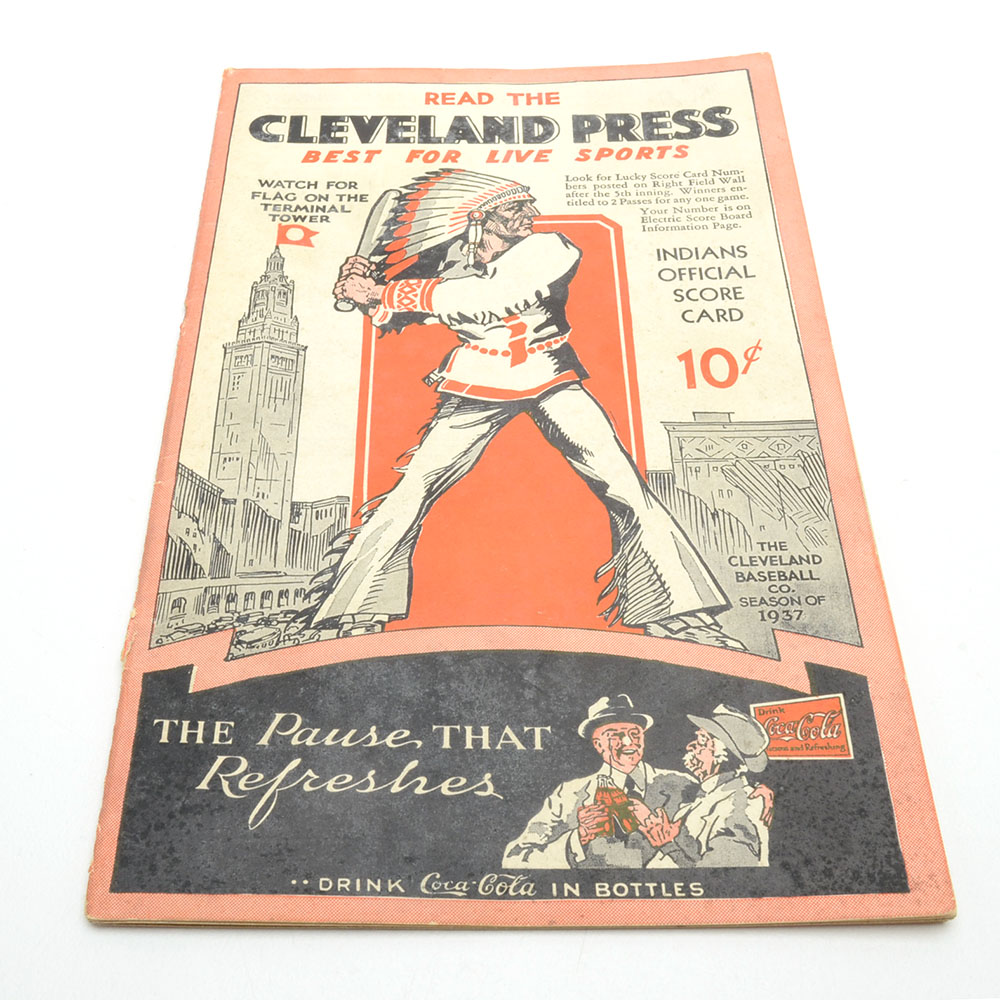 READ THE
CLEVELAND PRESS
BEST FOR LIVE SPORTS
WATCH FOR
FLAG ON THE
TERMINAL
TOWER
Look for Lucky Score Card Num-
bers posted on Right Field Wall
after the 5th inning. Winners en-
titled to 2 Passes for any one game.
Your Number is on
Electric Score Board
Information Page.
INDIANS
OFFICIAL
SCORE
CARD
10¢
THE
CLEVELAND
BASEBALL
CO.
SEASON OF
1937
THE Pause THAT
Refreshes
Drink
Coca-Cola
and Refreshing
··DRINK Coca-Cola IN BOTTLES